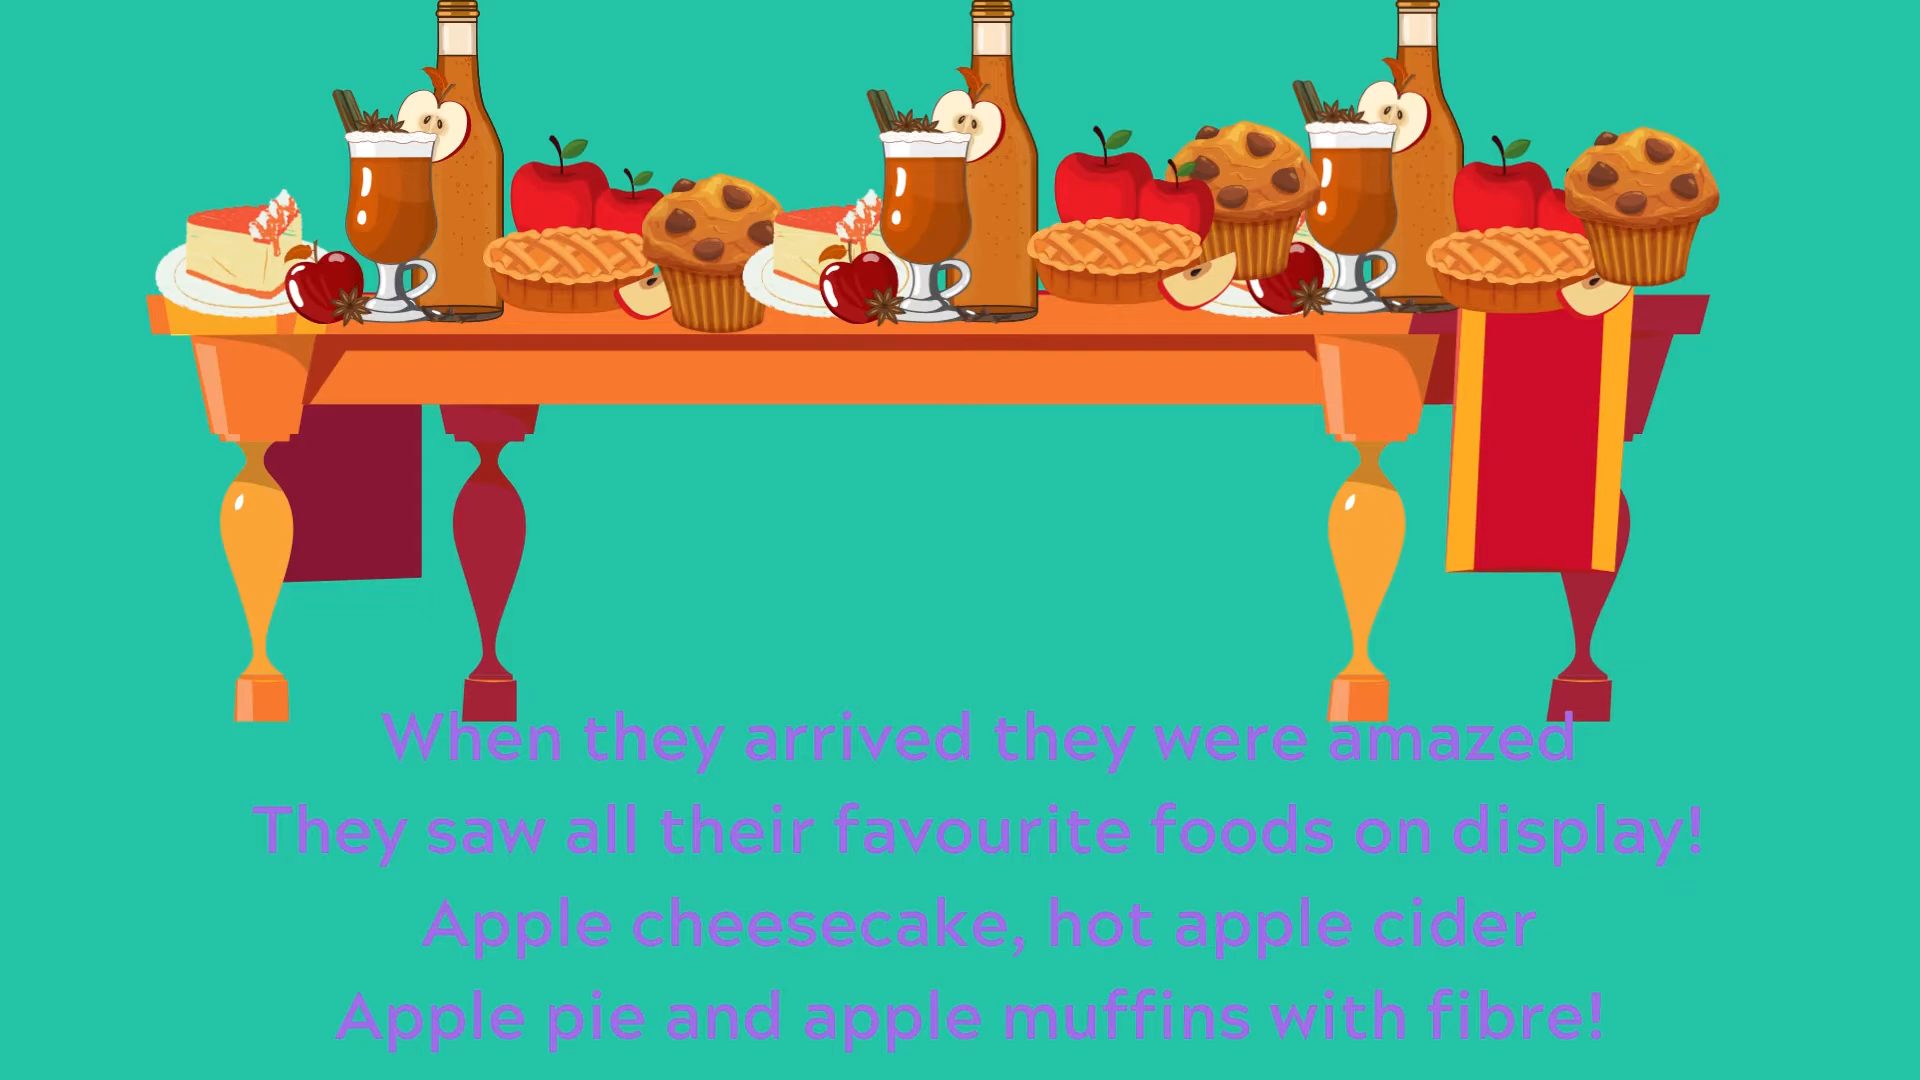 When they arrived they were amazed
They saw all their favourite foods on display!
Apple cheesecake, hot apple cider
Apple pie and apple muffins with fibre!